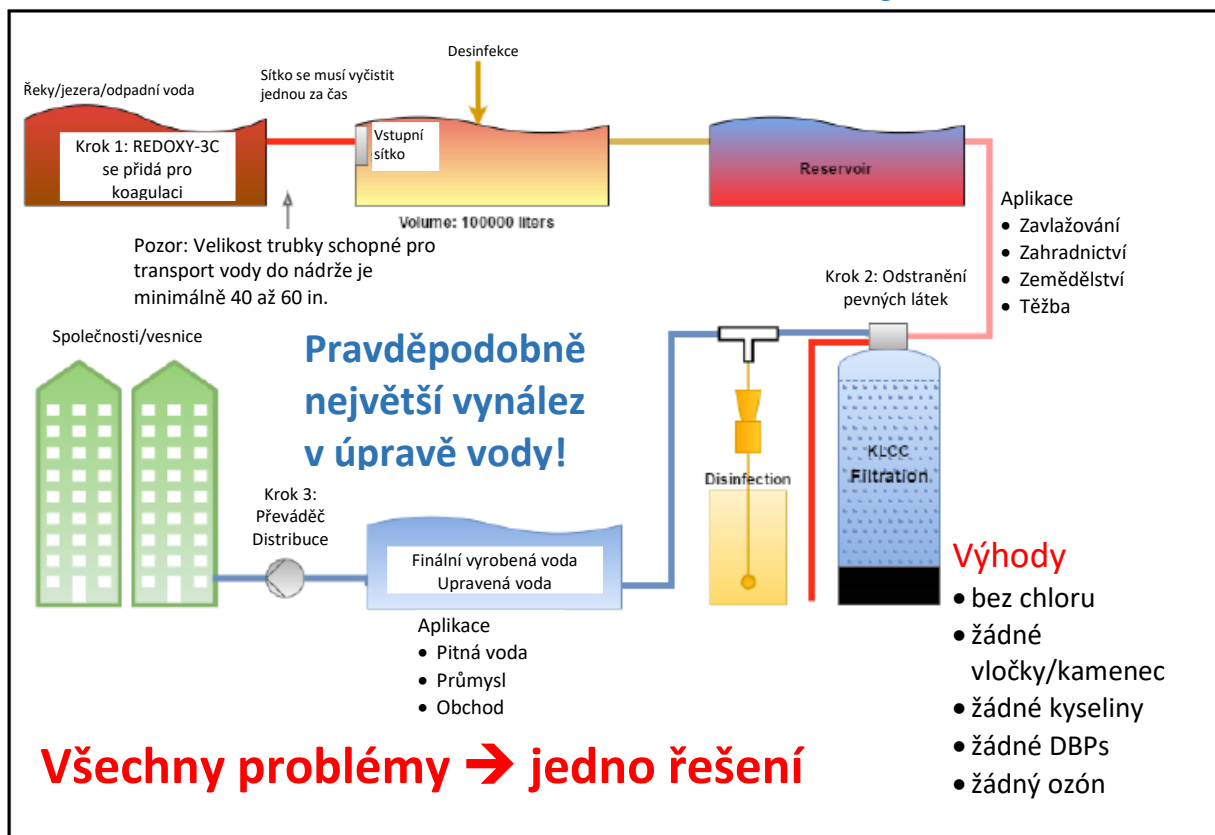 Desinfekce
Řeky/jezera/odpadní voda
Sítko se musí vyčistit
jednou za čas
Krok 1: REDOXY-3C
se přidá pro
koagulaci
Vstupní
sítko
Reservoir
Volume: 100000 liters
Pozor: Velikost trubky schopné pro
transport vody do nádrže je
minimálně 40 až 60 in.
Aplikace
• Zavlažování
• Zahradnictví
• Zemědělství
• Těžba
Krok 2: Odstranění
pevných látek
Společnosti/vesnice
Pravděpodobně
největší vynález
v úpravě vody!
KLCC
Filtration
Disinfection
Krok 3:
Převáděč
Distribuce
Finální vyrobená voda
Upravená voda
Aplikace
• Pitná voda
• Průmysl
• Obchod
Výhody
• bez chloru
• žádné
vločky/kamenec
• žádné kyseliny
• žádné DBPs
• žádný ozón
Všechny problémy ➔ jedno řešení